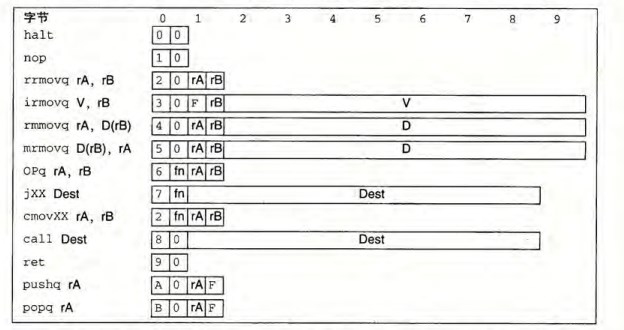 字节 0 1 2 3 4 5 6 7 8 9
halt 0 0
nop 1 0
rrmovq rA, rB 2 0 rA rB
irmovq V, rB 3 0 F rB V
rmmovq rA, D(rB) 4 0 rA rB D
mrmovq D(rB), rA 5 0 rA rB D
OPq rA, rB 6 fn rA rB
jXX Dest 7 fn Dest
cmovXX rA, rB 2 fn rA rB
call Dest 8 0 Dest
ret 9 0
pushq rA A 0 rA F
popq rA B 0 rA F